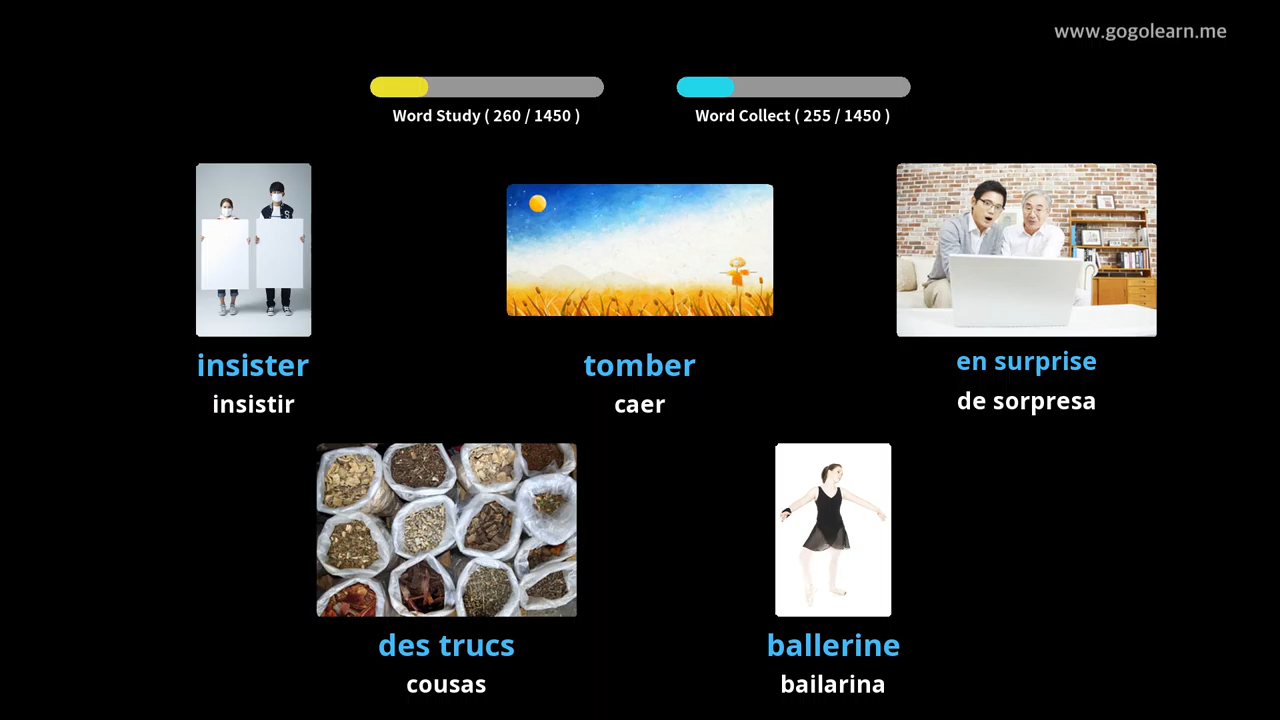 www.gogolearn.me
Word Study ( 260 / 1450 )
Word Collect ( 255 / 1450 )
insister
insistir
tomber
caer
en surprise
de sorpresa
des trucs
cousas
ballerine
bailarina